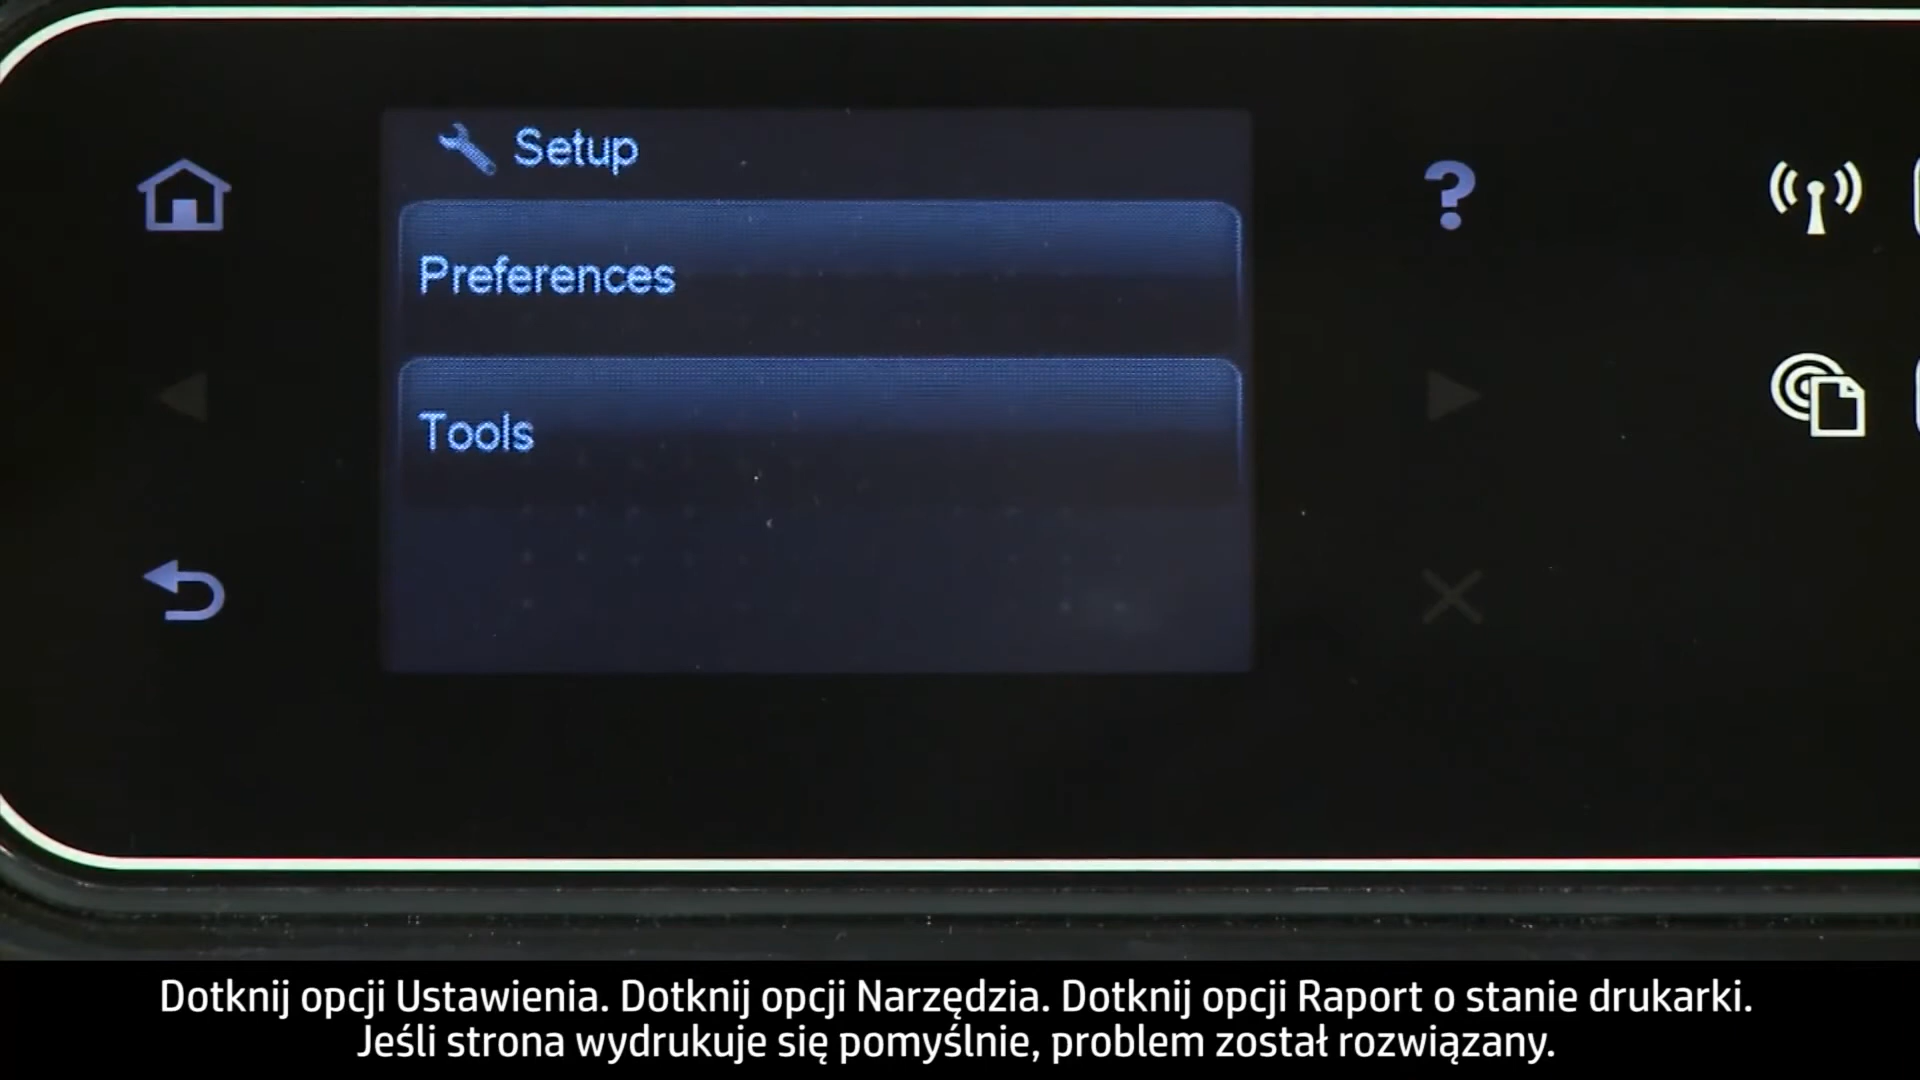 Setup
Preferences
Tools
Dotknij opcji Ustawienia. Dotknij opcji Narzędzia. Dotknij opcji Raport o stanie drukarki.
Jeśli strona wydrukuje się pomyślnie, problem został rozwiązany.